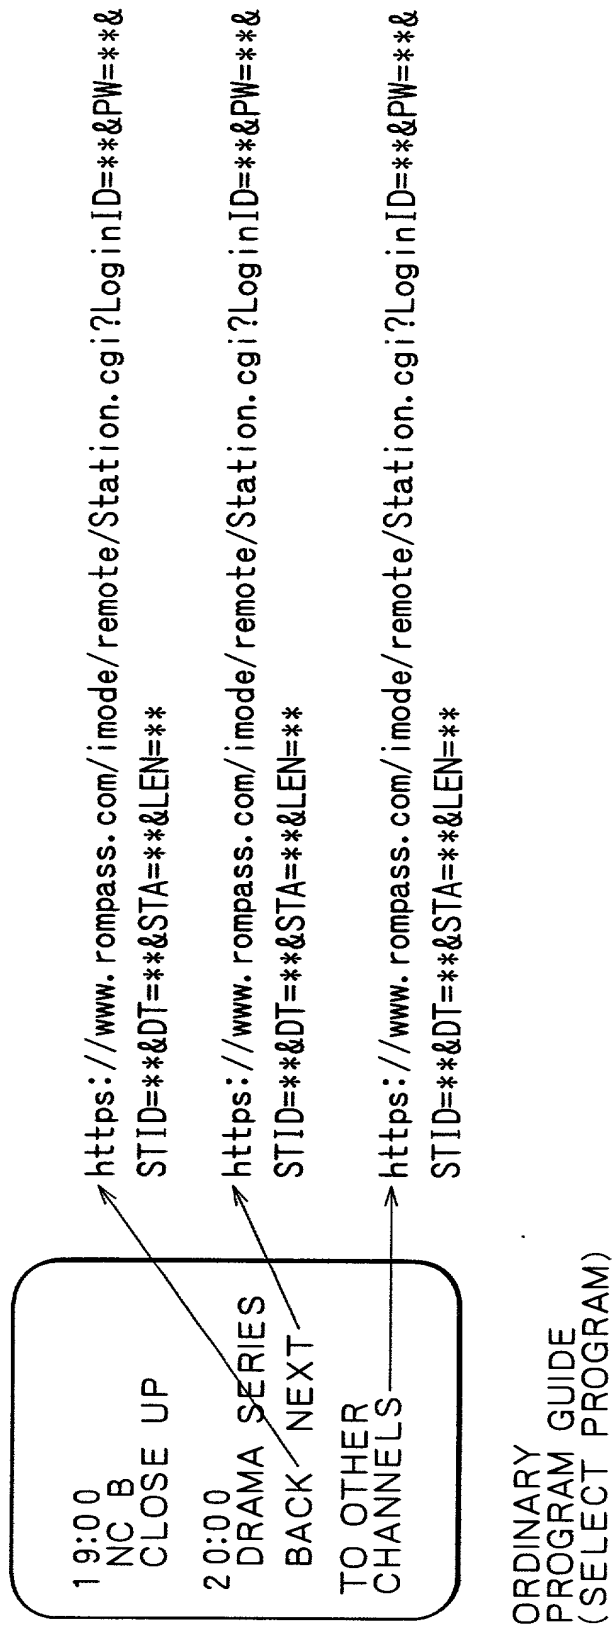 19:00
NC B
CLOSE UP
20:00
DRAMA SERIES
BACK NEXT
TO OTHER
CHANNELS
https://www.rompass.com/imode/remote/Station.cgi?LoginID=**&PW=**&
STID=**&DT=**&STA=**&LEN=**
https://www.rompass.com/imode/remote/Station.cgi?LoginID=**&PW=**&
STID=**&DT=**&STA=**&LEN=**
https://www.rompass.com/imode/remote/Station.cgi?LoginID=**&PW=**&
STID=**&DT=**&STA=**&LEN=**
ORDINARY
PROGRAM GUIDE
(SELECT PROGRAM)